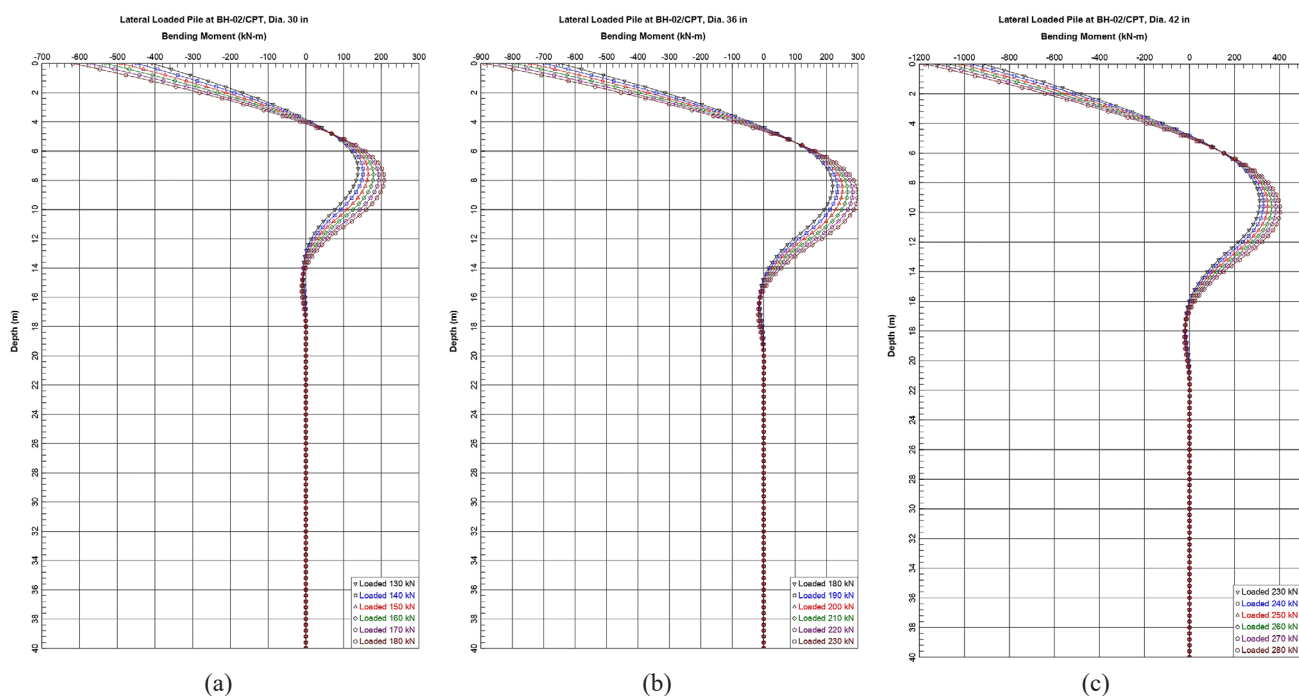 Lateral Loaded Pile at BH-02/CPT, Dia. 30 in
Bending Moment (kN-m)
-700 -600 -500 -400 -300 -200 -100 0 100 200 300
0
2
4
6
8
10
12
14
16
18
20
22
24
26
28
30
32
34
36
38
40
Depth (m)
Loaded 130 kN
Loaded 140 kN
Loaded 150 kN
Loaded 160 kN
Loaded 170 kN
Loaded 180 kN
(a)
Lateral Loaded Pile at BH-02/CPT, Dia. 36 in
Bending Moment (kN-m)
-900 -800 -700 -600 -500 -400 -300 -200 -100 0 100 200 300
0
2
4
6
8
10
12
14
16
18
20
22
24
26
28
30
32
34
36
38
40
Depth (m)
Loaded 180 kN
Loaded 190 kN
Loaded 200 kN
Loaded 210 kN
Loaded 220 kN
Loaded 230 kN
(b)
Lateral Loaded Pile at BH-02/CPT, Dia. 42 in
Bending Moment (kN-m)
-1200 -1000 -800 -600 -400 -200 0 200 400
0
2
4
6
8
10
12
14
16
18
20
22
24
26
28
30
32
34
36
38
40
Depth (m)
Loaded 230 kN
Loaded 240 kN
Loaded 250 kN
Loaded 260 kN
Loaded 270 kN
Loaded 280 kN
(c)